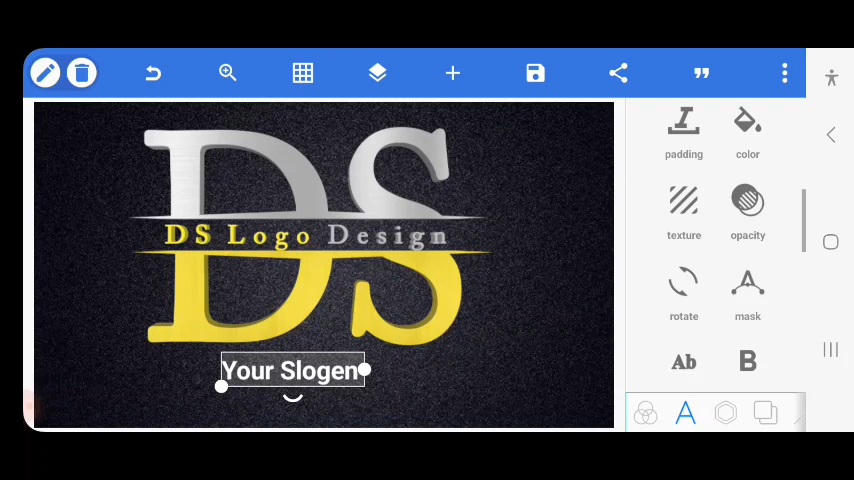 DS
DS Logo Design
Your Slogen
padding
color
texture
opacity
rotate
mask
Ab
B
A